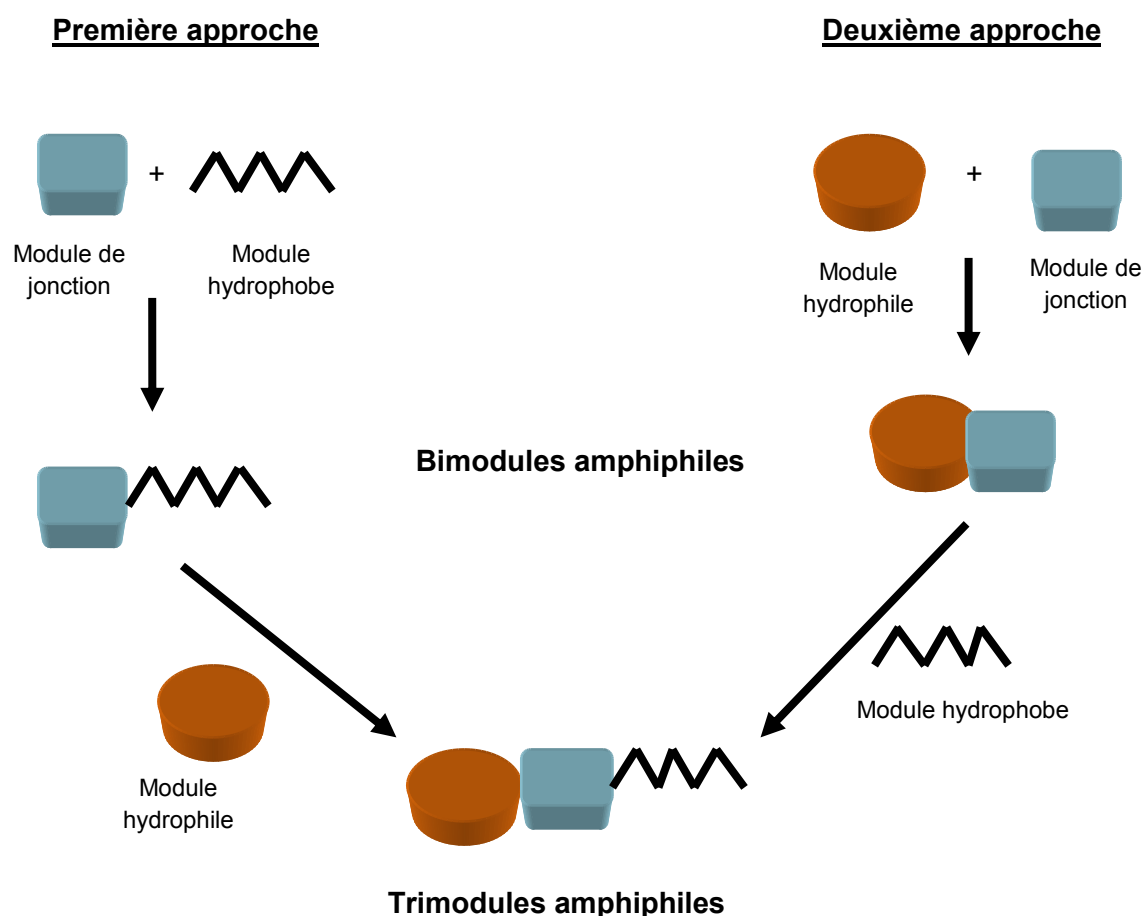 Première approche
Deuxième approche
+
+
Module de
jonction
Module
hydrophobe
Module
hydrophile
Module de
jonction
Bimodules amphiphiles
Module hydrophobe
Module
hydrophile
Trimodules amphiphiles